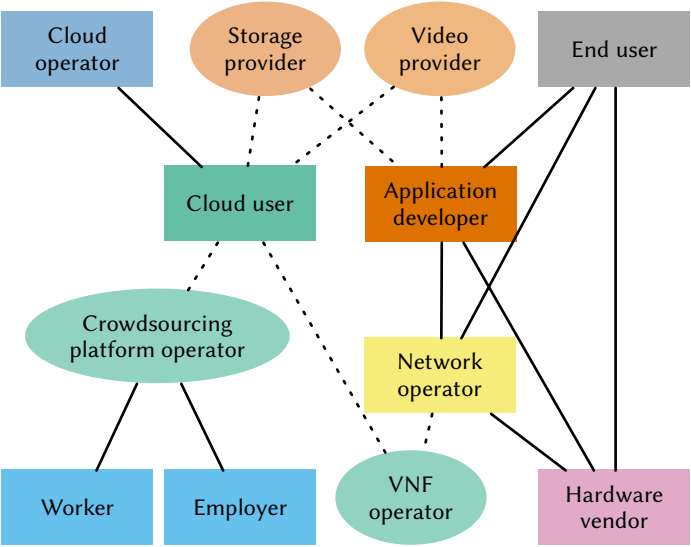 Cloud
operator
Storage
provider
Video
provider
End user
Cloud user
Application
developer
Crowdsourcing
platform operator
Network
operator
Worker
Employer
VNF
operator
Hardware
vendor